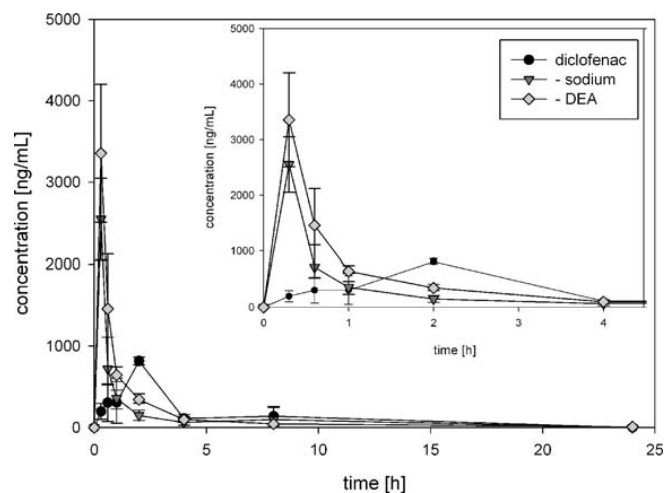 5000
4000
3000
2000
1000
0
concentration [ng/mL]
0 5 10 15 20 25
time [h]
5000
4000
3000
2000
1000
0
concentration [ng/mL]
0 1 2 3 4
time [h]
diclofenac
- sodium
- DEA